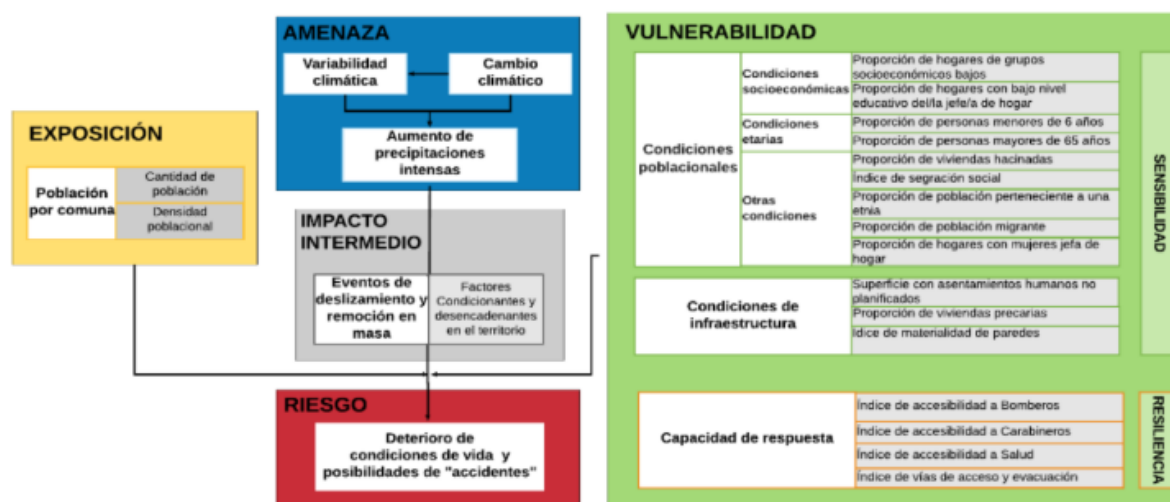 EXPOSICIÓN
Población
por comuna
Cantidad de
población
Densidad
poblacional
AMENAZA
Variabilidad
climática
Cambio
climático
Aumento de
precipitaciones
intensas
IMPACTO
INTERMEDIO
Eventos de
deslizamiento y
remoción en
masa
Factores
Condicionantes y
desencadenantes
en el territorio
RIESGO
Deterioro de
condiciones de vida y
posibilidades de "accidentes"
VULNERABILIDAD
Condiciones
poblacionales
Condiciones
socioeconómicas
Proporción de hogares de grupos
socioeconómicos bajos
Proporción de hogares con bajo nivel
educativo del/la jefe/a de hogar
Condiciones
etarias
Proporción de personas menores de 6 años
Proporción de personas mayores de 65 años
Otras
condiciones
Proporción de viviendas hacinadas
Índice de segración social
Proporción de población perteneciente a una
etnia
Proporción de población migrante
Proporción de hogares con mujeres jefa de
hogar
Condiciones de
infraestructura
Superficie con asentamientos humanos no
planificados
Proporción de viviendas precarias
Idice de materialidad de paredes
SENSIBILIDAD
Capacidad de respuesta
Índice de accesibilidad a Bomberos
Índice de accesibilidad a Carabineros
Índice de accesibilidad a Salud
Índice de vías de acceso y evacuación
RESILIENCIA